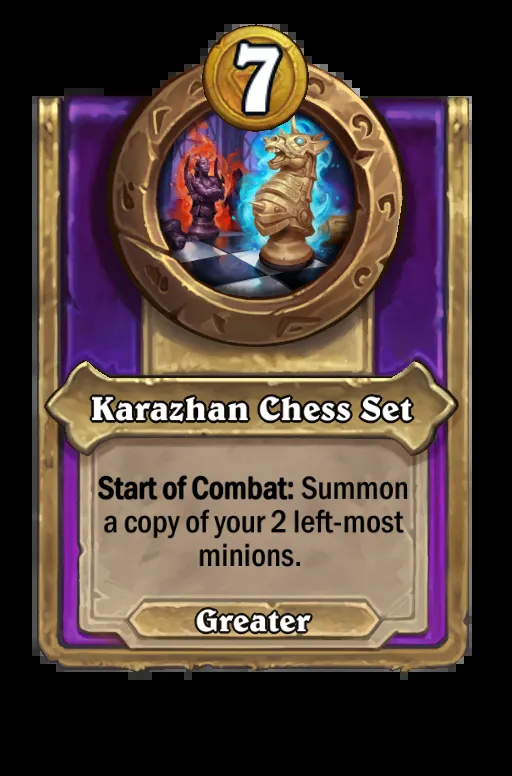 7
Karazhan Chess Set
Start of Combat: Summon
a copy of your 2 left-most
minions.
Greater